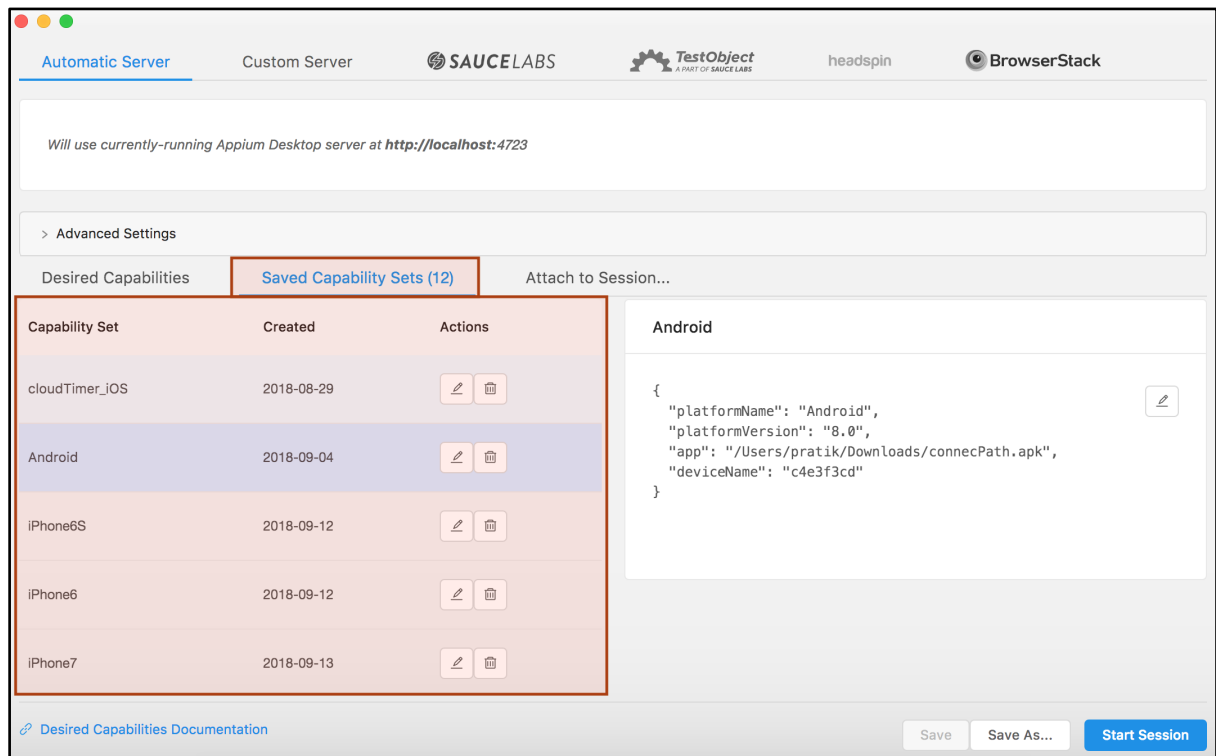 Automatic Server Custom Server SAUCELABS TestObject headspin BrowserStack
A PART OF SAUCE LABS
Will use currently-running Appium Desktop server at http://localhost:4723
> Advanced Settings
Desired Capabilities Saved Capability Sets (12) Attach to Session...
Capability Set Created Actions
cloudTimer_iOS 2018-08-29
Android 2018-09-04
iPhone6S 2018-09-12
iPhone6 2018-09-12
iPhone7 2018-09-13
Android
{
"platformName": "Android",
"platformVersion": "8.0",
"app": "/Users/pratik/Downloads/connecPath.apk",
"deviceName": "c4e3f3cd"
}
Desired Capabilities Documentation Save Save As... Start Session